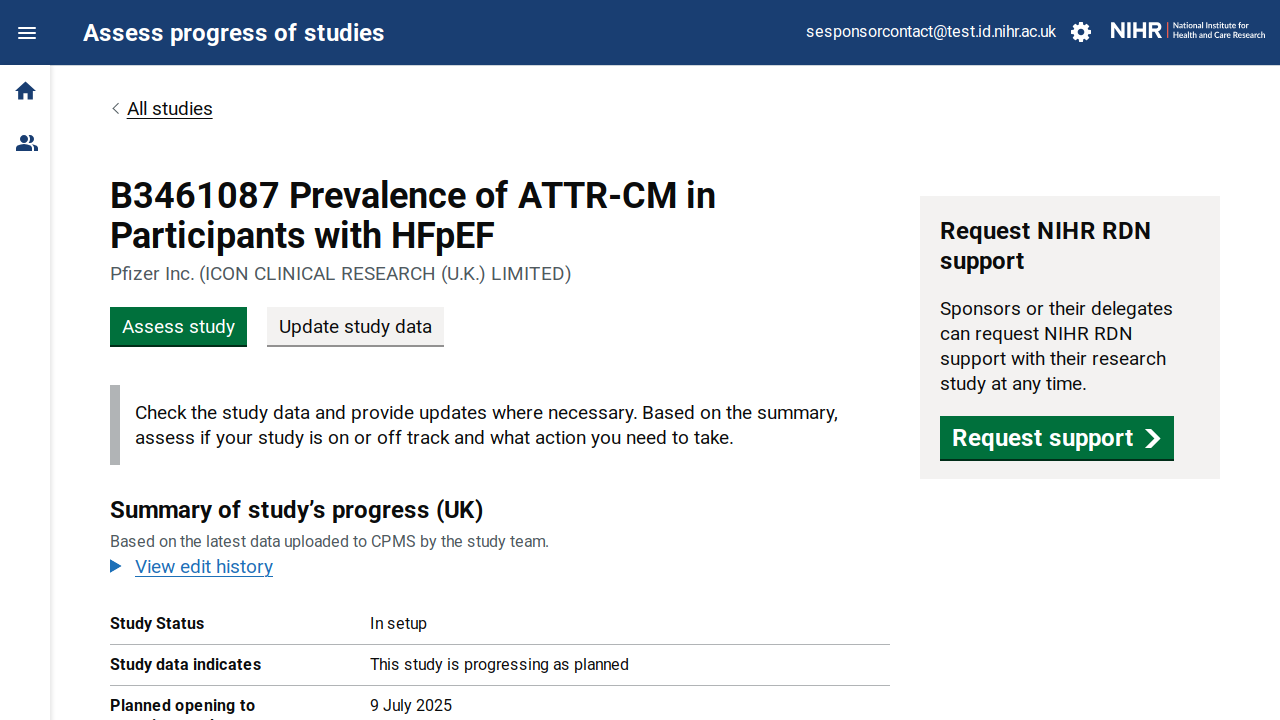 Assess progress of studies
sesponsorcontact@test.id.nihr.ac.uk
NIHR
National Institute for
Health and Care Research
All studies
B3461087 Prevalence of ATTR-CM in
Participants with HFpEF
Pfizer Inc. (ICON CLINICAL RESEARCH (U.K.) LIMITED)
Assess study
Update study data
Check the study data and provide updates where necessary. Based on the summary,
assess if your study is on or off track and what action you need to take.
Summary of study’s progress (UK)
Based on the latest data uploaded to CPMS by the study team.
View edit history
Study Status In setup
Study data indicates This study is progressing as planned
Planned opening to 9 July 2025
Request NIHR RDN
support
Sponsors or their delegates
can request NIHR RDN
support with their research
study at any time.
Request support